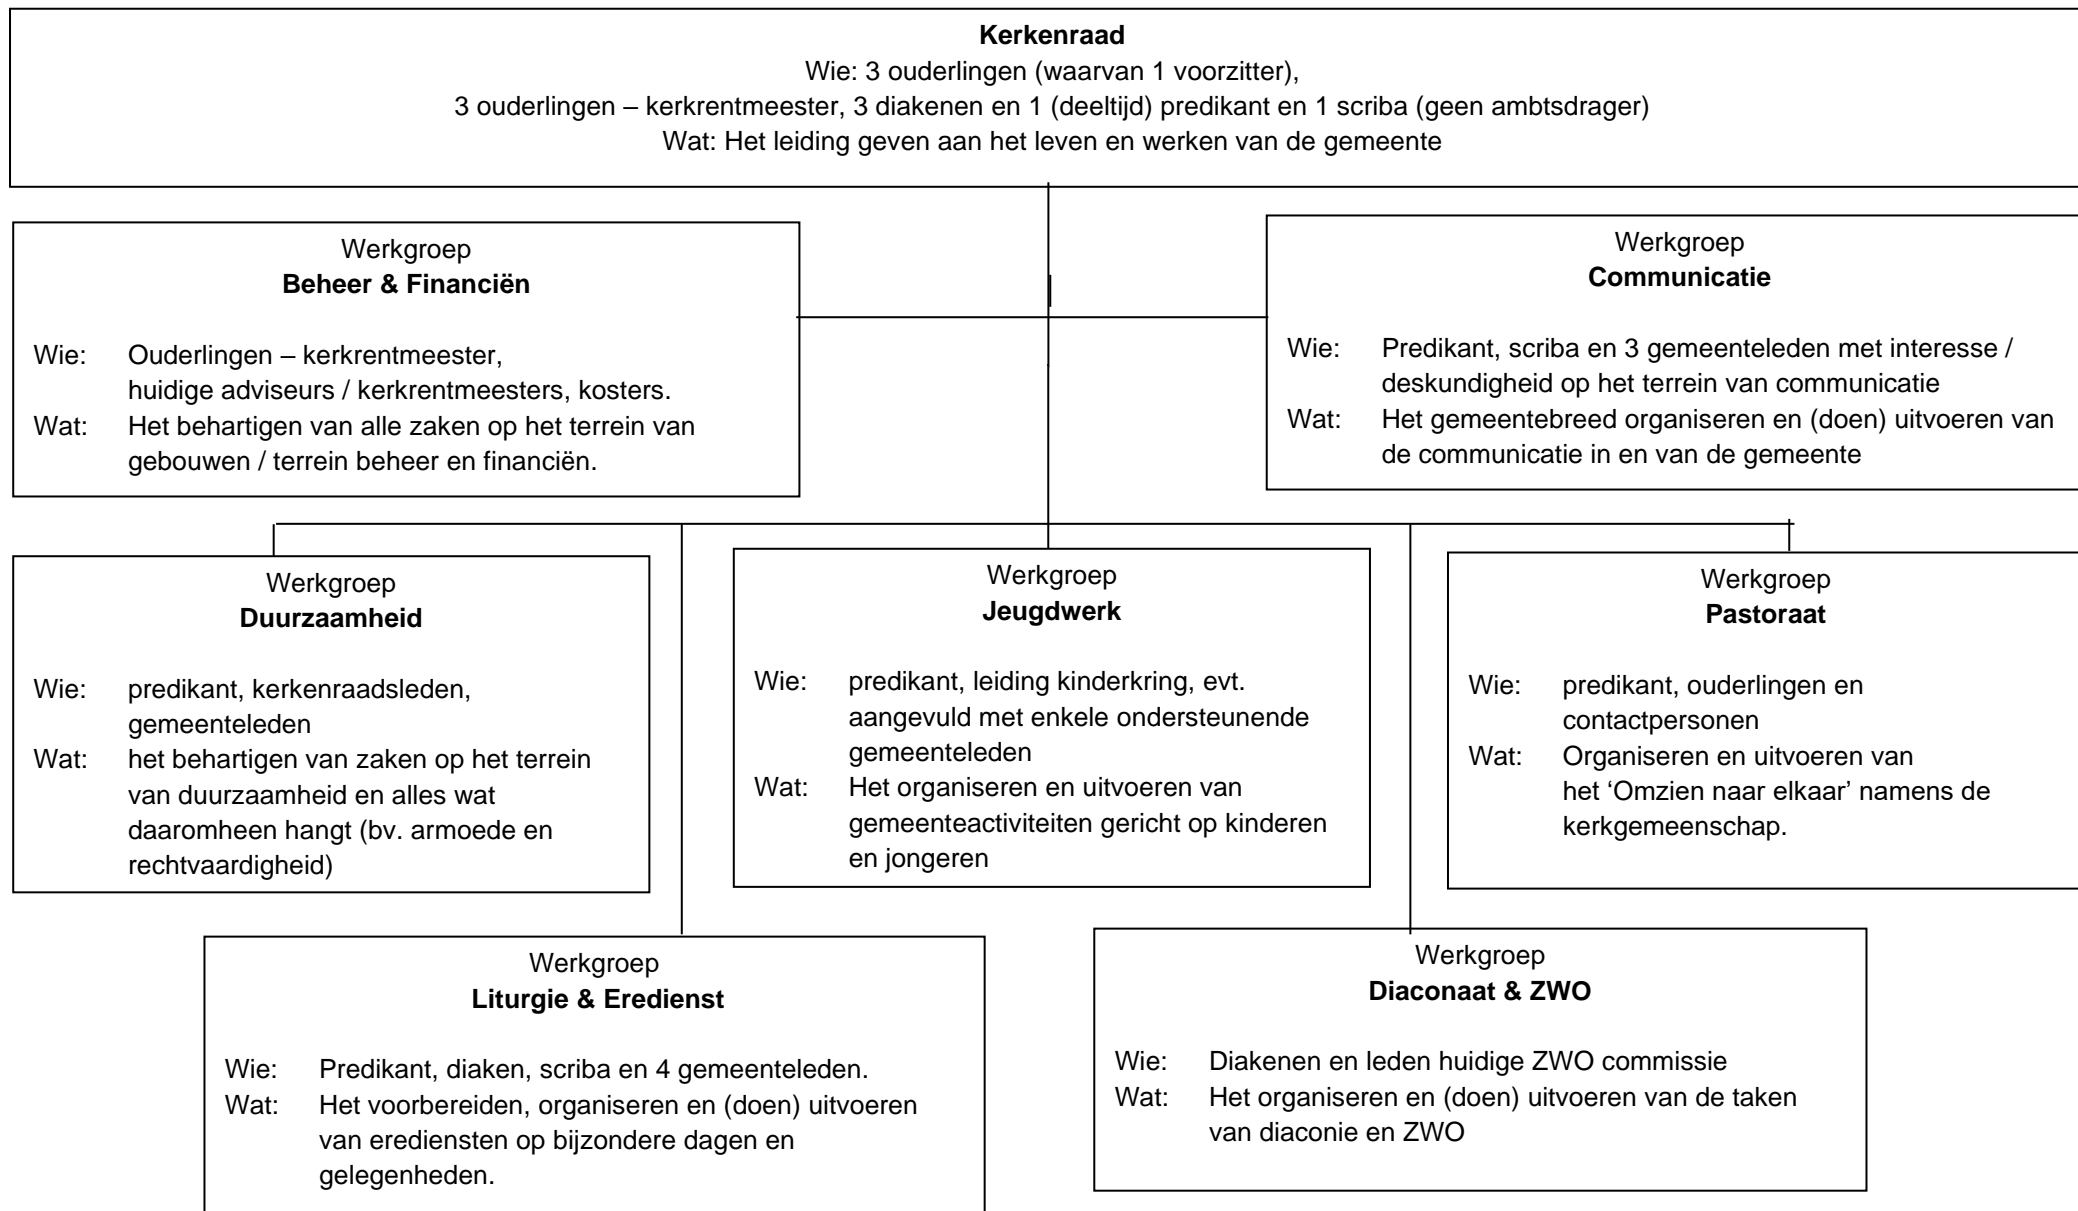 Kerkenraad
Wie: 3 ouderlingen (waarvan 1 voorzitter),
3 ouderlingen – kerkrentmeester, 3 diakenen en 1 (deeltijd) predikant en 1 scriba (geen ambtsdrager)
Wat: Het leiding geven aan het leven en werken van de gemeente
Werkgroep
Beheer & Financiën
Wie: Ouderlingen – kerkrentmeester,
huidige adviseurs / kerkrentmeesters, kosters.
Wat: Het behartigen van alle zaken op het terrein van
gebouwen / terrein beheer en financiën.
Werkgroep
Communicatie
Wie: Predikant, scriba en 3 gemeenteleden met interesse /
deskundigheid op het terrein van communicatie
Wat: Het gemeentebreed organiseren en (doen) uitvoeren van
de communicatie in en van de gemeente
Werkgroep
Duurzaamheid
Wie: predikant, kerkenraadsleden,
gemeenteleden
Wat: het behartigen van zaken op het terrein
van duurzaamheid en alles wat
daaromheen hangt (bv. armoede en
rechtvaardigheid)
Werkgroep
Jeugdwerk
Wie: predikant, leiding kinderkring, evt.
aangevuld met enkele ondersteunende
gemeenteleden
Wat: Het organiseren en uitvoeren van
gemeenteactiviteiten gericht op kinderen
en jongeren
Werkgroep
Pastoraat
Wie: predikant, ouderlingen en
contactpersonen
Wat: Organiseren en uitvoeren van
het ‘Omzien naar elkaar’ namens de
kerkgemeenschap.
Werkgroep
Liturgie & Eredienst
Wie: Predikant, diaken, scriba en 4 gemeenteleden.
Wat: Het voorbereiden, organiseren en (doen) uitvoeren
van erediensten op bijzondere dagen en
gelegenheden.
Werkgroep
Diaconaat & ZWO
Wie: Diakenen en leden huidige ZWO commissie
Wat: Het organiseren en (doen) uitvoeren van de taken
van diaconie en ZWO